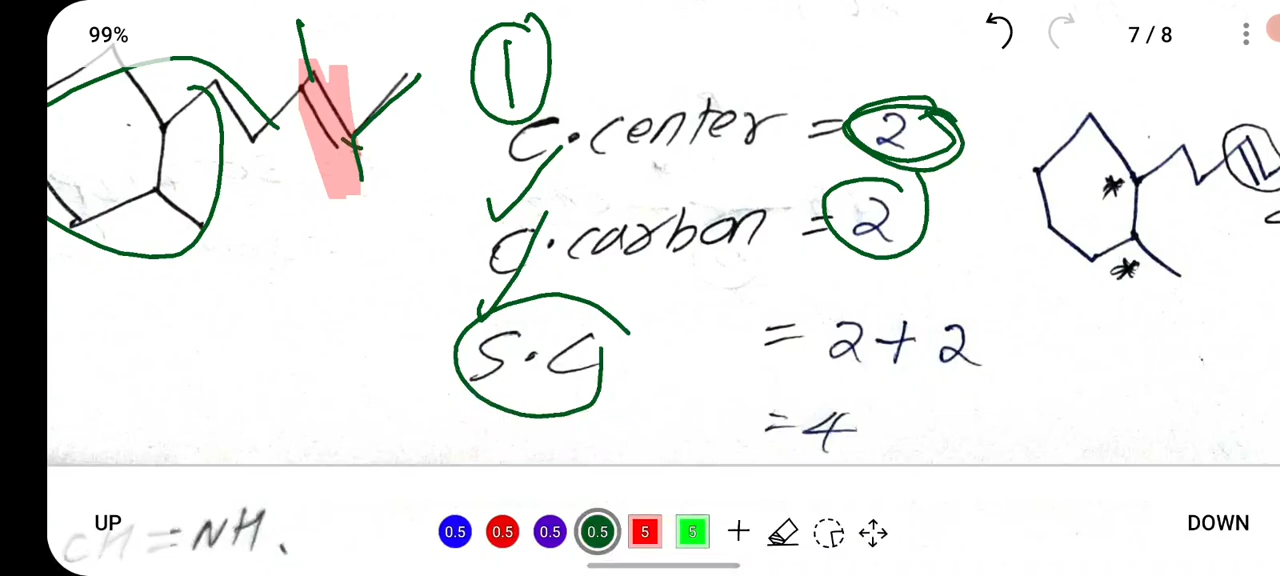 99%
7 / 8
1
C.center = 2
C.carbon = 2
S.C = 2+2
=4
UP
0.5 0.5 0.5 0.5 5 5
DOWN
CH=NH.